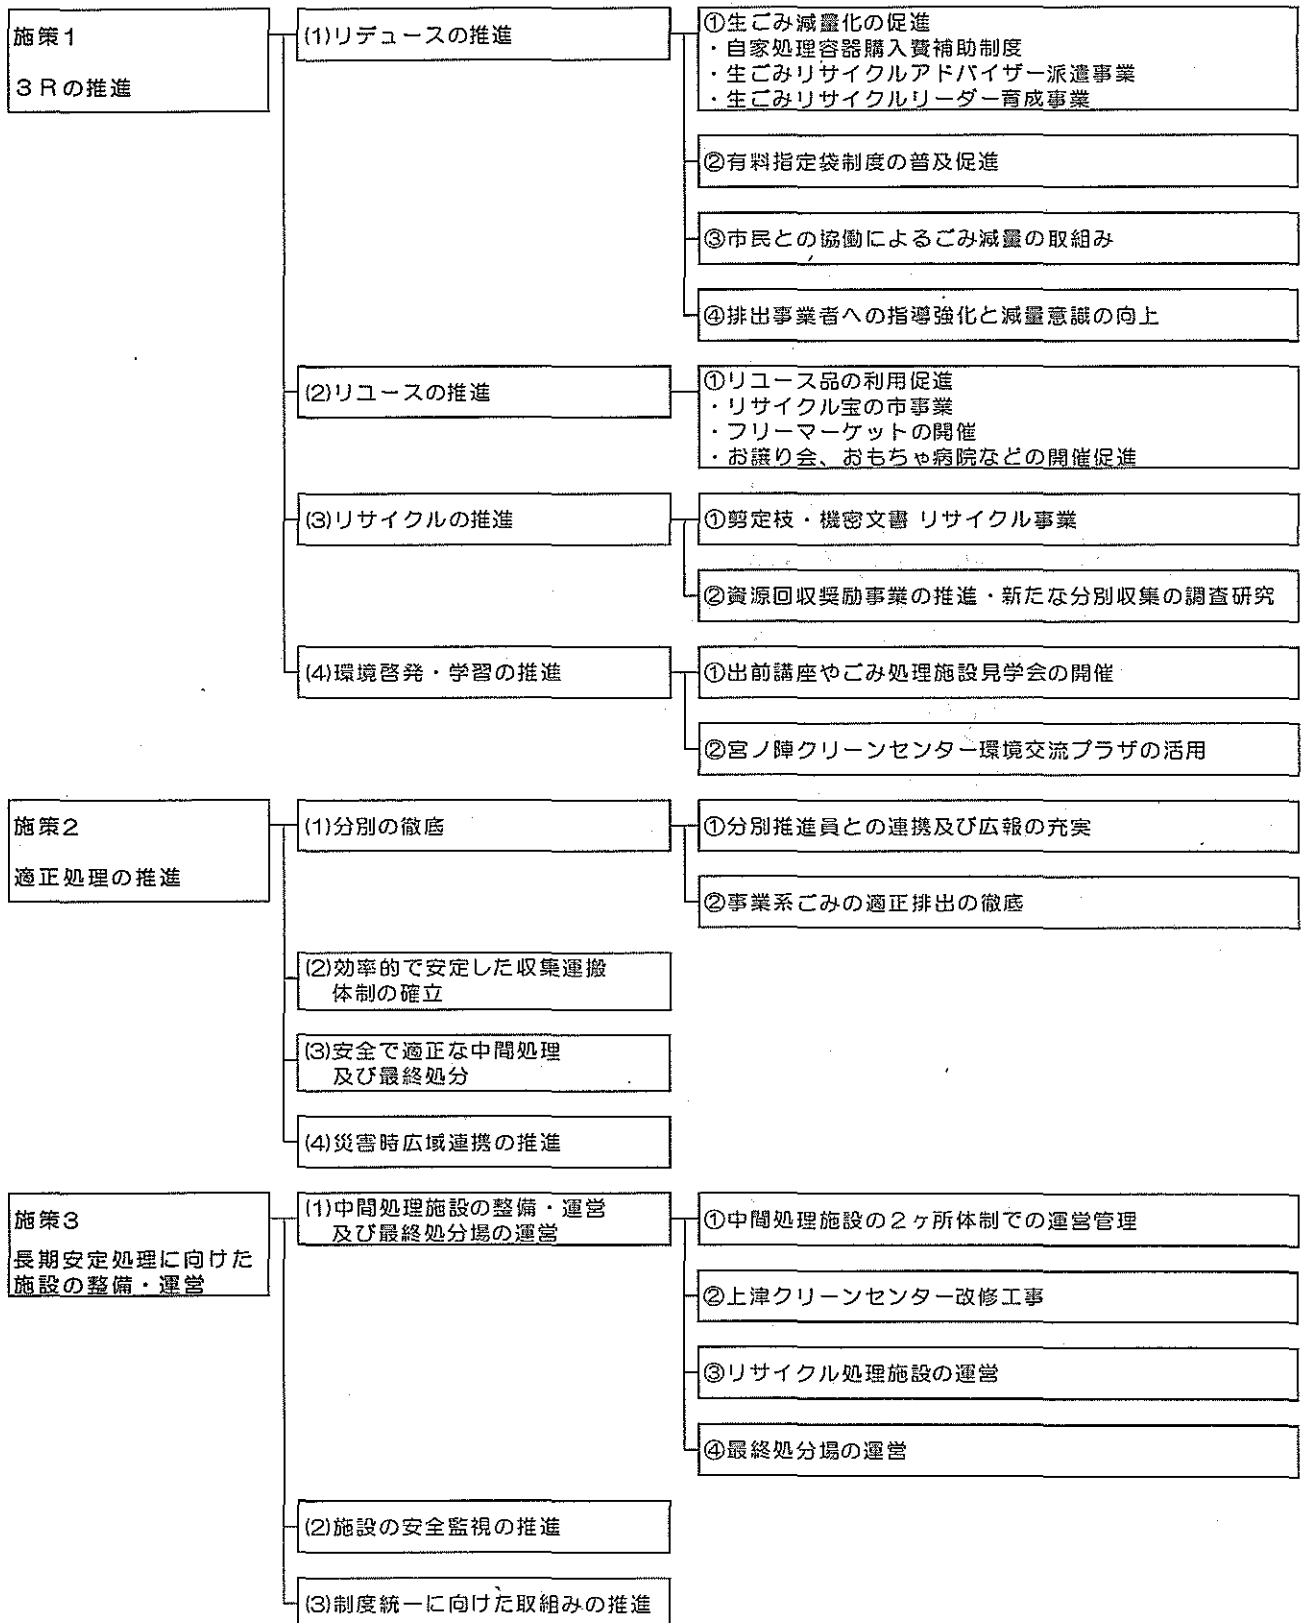 施策1
3Rの推進
(1)リデュースの推進
①生ごみ減量化の促進
・自家処理容器購入費補助制度
・生ごみリサイクルアドバイザー派遣事業
・生ごみリサイクルリーダー育成事業
②有料指定袋制度の普及促進
③市民との協働によるごみ減量の取組み
④排出事業者への指導強化と減量意識の向上
(2)リユースの推進
①リユース品の利用促進
・リサイクル宝の市事業
・フリーマーケットの開催
・お譲り会、おもちゃ病院などの開催促進
(3)リサイクルの推進
①剪定枝・機密文書 リサイクル事業
②資源回収奨励事業の推進・新たな分別収集の調査研究
(4)環境啓発・学習の推進
①出前講座やごみ処理施設見学会の開催
②宮ノ陣クリーンセンター環境交流プラザの活用
施策2
適正処理の推進
(1)分別の徹底
①分別推進員との連携及び広報の充実
②事業系ごみの適正排出の徹底
(2)効率的で安定した収集運搬
体制の確立
(3)安全で適正な中間処理
及び最終処分
(4)災害時広域連携の推進
施策3
長期安定処理に向けた
施設の整備・運営
(1)中間処理施設の整備・運営
及び最終処分場の運営
①中間処理施設の2ヶ所体制での運営管理
②上津クリーンセンター改修工事
③リサイクル処理施設の運営
④最終処分場の運営
(2)施設の安全監視の推進
(3)制度統一に向けた取組みの推進